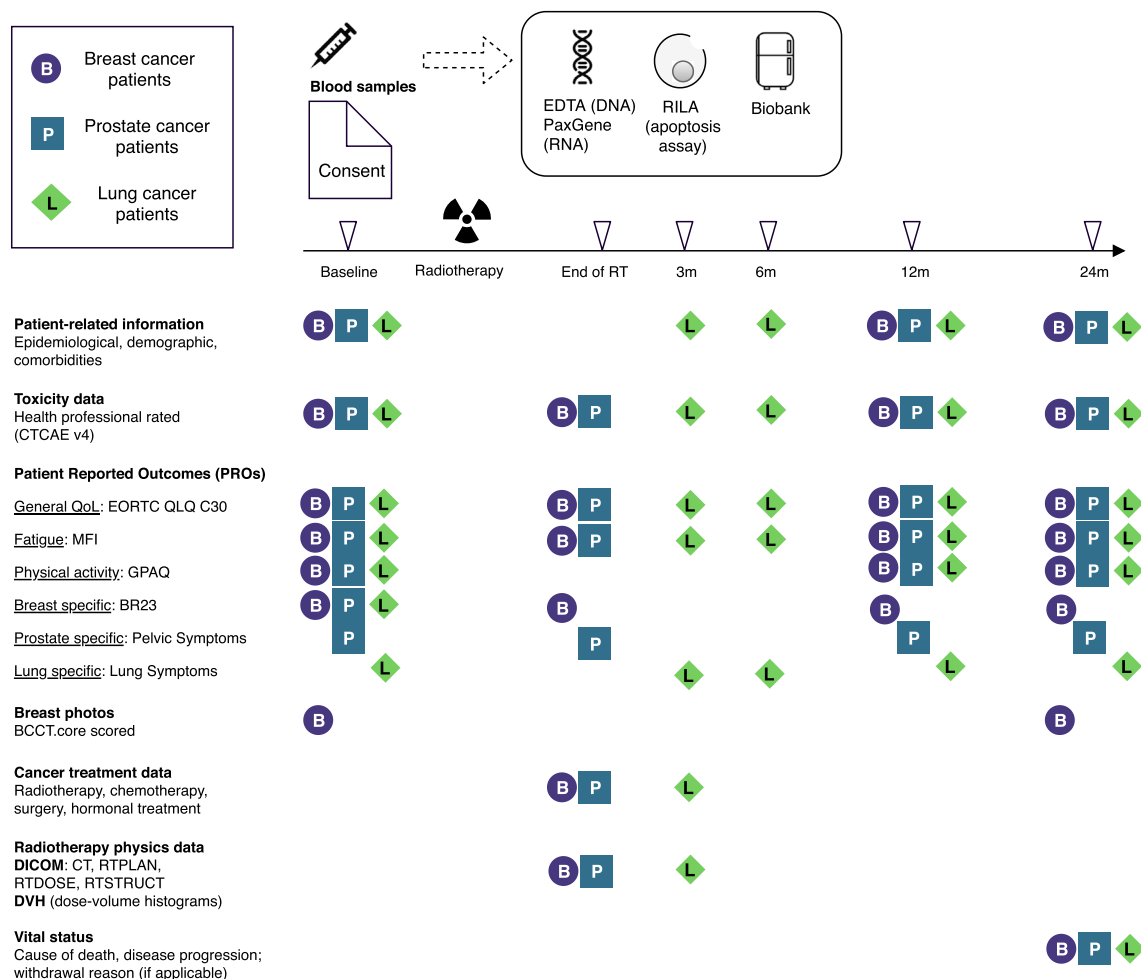 B Breast cancer
patients
P Prostate cancer
patients
L Lung cancer
patients
Blood samples
Consent
EDTA (DNA)
PaxGene
(RNA)
RILA
(apoptosis
assay)
Biobank
Baseline Radiotherapy End of RT 3m 6m 12m 24m
Patient-related information
B P L L L B P L B P L
Epidemiological, demographic,
comorbidities
Toxicity data
Health professional rated
B P L B P L L B P L B P L
(CTCAE v4)
Patient Reported Outcomes (PROs)
General QoL: EORTC QLQ C30 B P L B P L L B P L B P L
Fatigue: MFI B P L B P L L B P L B P L
Physical activity: GPAQ B P L B P L B P L
Breast specific: BR23 B P L B B B
Prostate specific: Pelvic Symptoms P P P P
Lung specific: Lung Symptoms L L L L L
Breast photos
B B
BCCT.core scored
Cancer treatment data
Radiotherapy, chemotherapy,
B P L
surgery, hormonal treatment
Radiotherapy physics data
DICOM: CT, RTPLAN,
B P L
RTDOSE, RTSTRUCT
DVH (dose-volume histograms)
Vital status
Cause of death, disease progression;
B P L
withdrawal reason (if applicable)